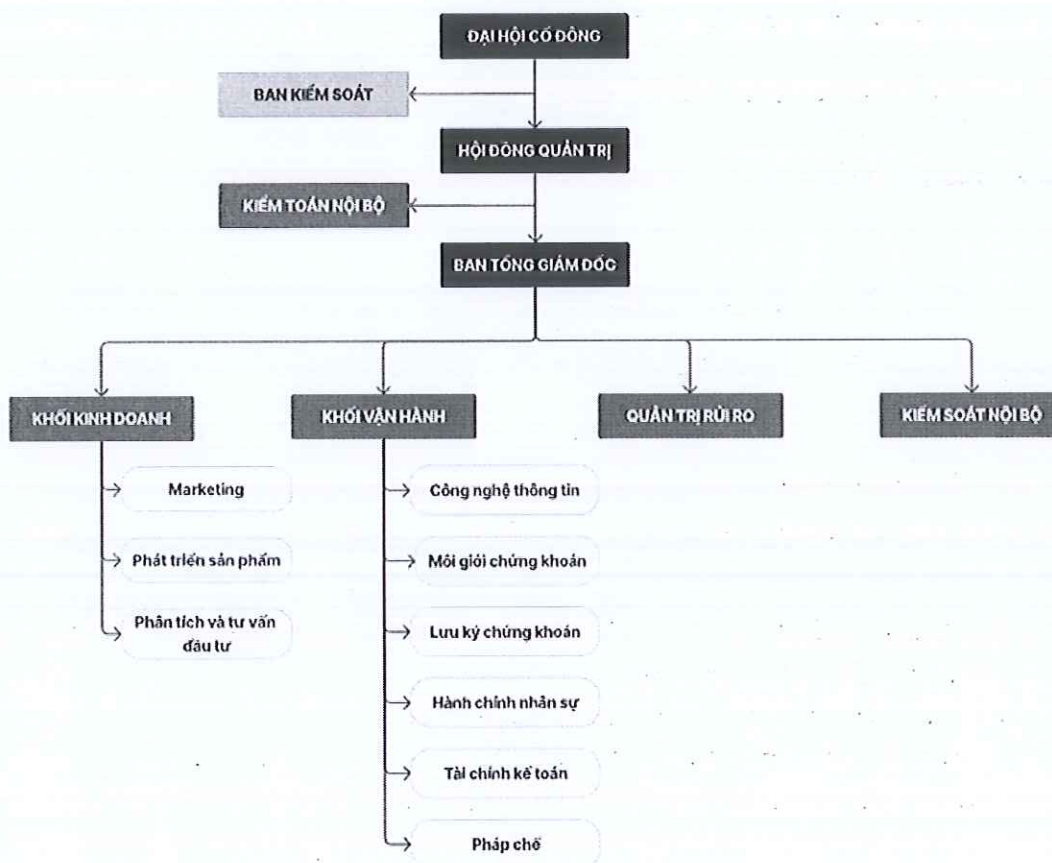 ĐẠI HỘI CỔ ĐÔNG
BAN KIỂM SOÁT
HỘI ĐỒNG QUẢN TRỊ
KIỂM TOÁN NỘI BỘ
BAN TỔNG GIÁM ĐỐC
KHỐI KINH DOANH
KHỐI VẬN HÀNH
QUẢN TRỊ RỦI RO
KIỂM SOÁT NỘI BỘ
Marketing
Phát triển sản phẩm
Phân tích và tư vấn
đầu tư
Công nghệ thông tin
Môi giới chứng khoán
Lưu ký chứng khoán
Hành chính nhân sự
Tài chính kế toán
Pháp chế